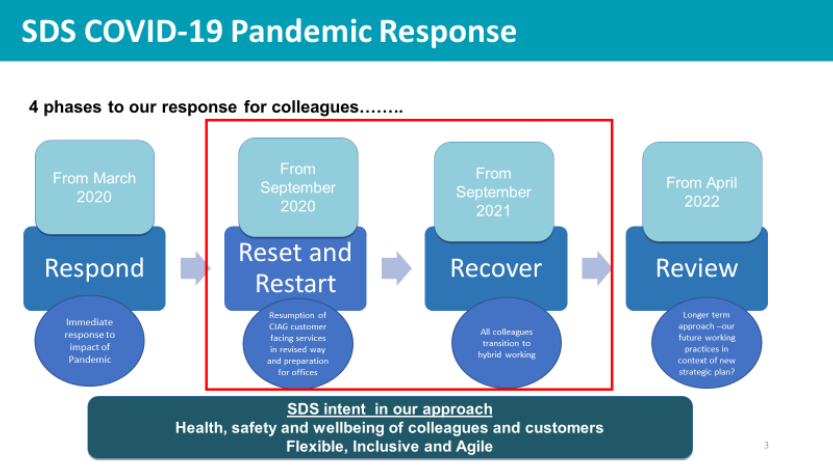 SDS COVID-19 Pandemic Response
4 phases to our response for colleagues……..
From March
2020
Respond
Immediate
response to
impact of
Pandemic
From
September
2020
Reset and
Restart
Resumption of
CIAG customer
facing services
in revised way
and preparation
for offices
From
September
2021
Recover
All colleagues
transition to
hybrid working
From April
2022
Review
Longer term
approach –our
future working
practices in
context of new
strategic plan?
SDS intent in our approach
Health, safety and wellbeing of colleagues and customers
Flexible, Inclusive and Agile
3